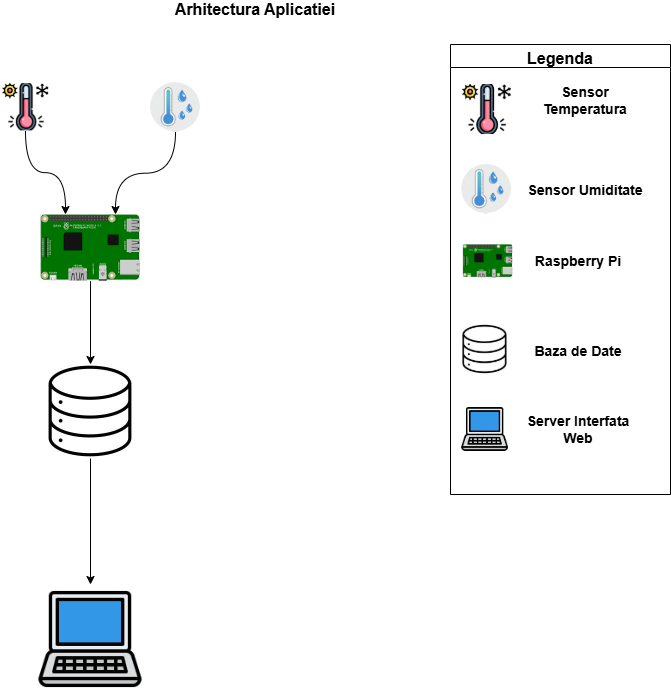 Arhitectura Aplicatiei
Legenda
Sensor
Temperatura
Sensor Umiditate
Raspberry Pi
Baza de Date
Server Interfata
Web